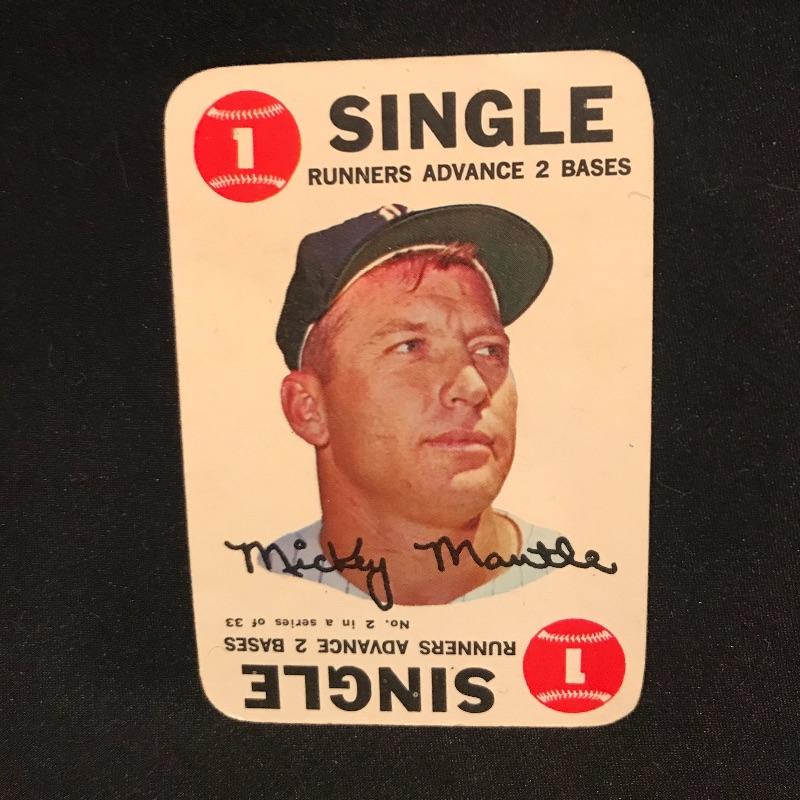 1
SINGLE
RUNNERS ADVANCE 2 BASES
Mickey Mantle
No. 2 in a series of 33
RUNNERS ADVANCE 2 BASES
SINGLE
1